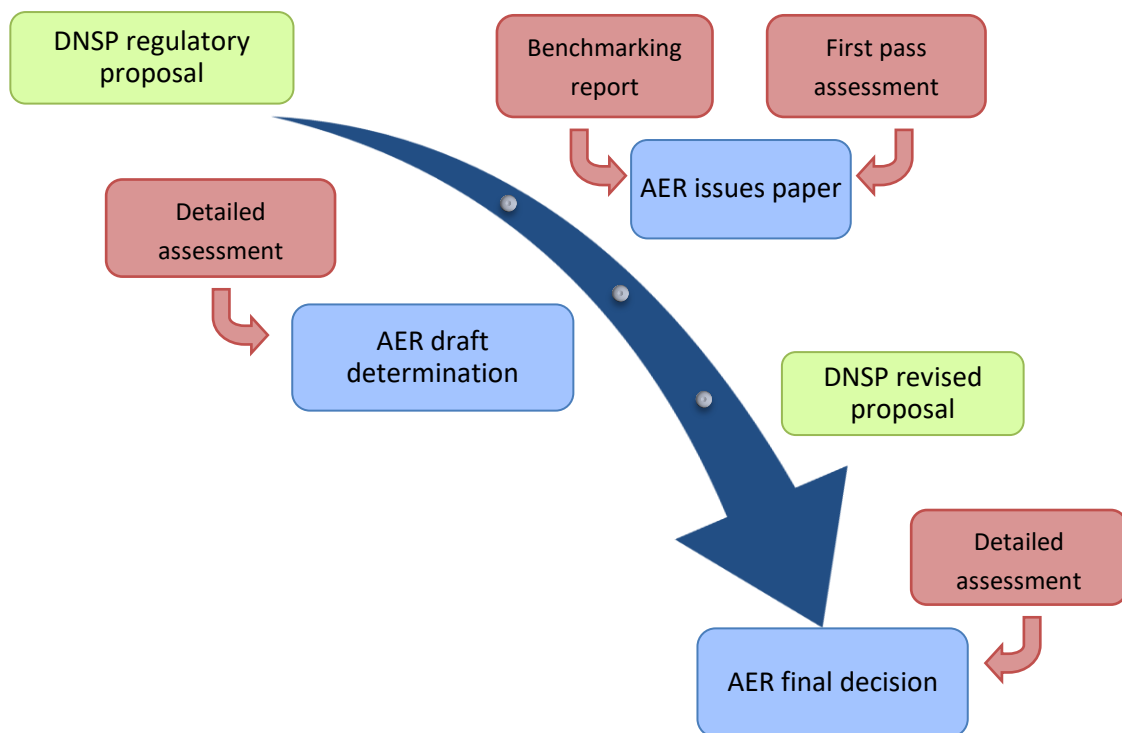 DNSP regulatory
proposal
Benchmarking
report
First pass
assessment
AER issues paper
Detailed
assessment
AER draft
determination
DNSP revised
proposal
Detailed
assessment
AER final decision